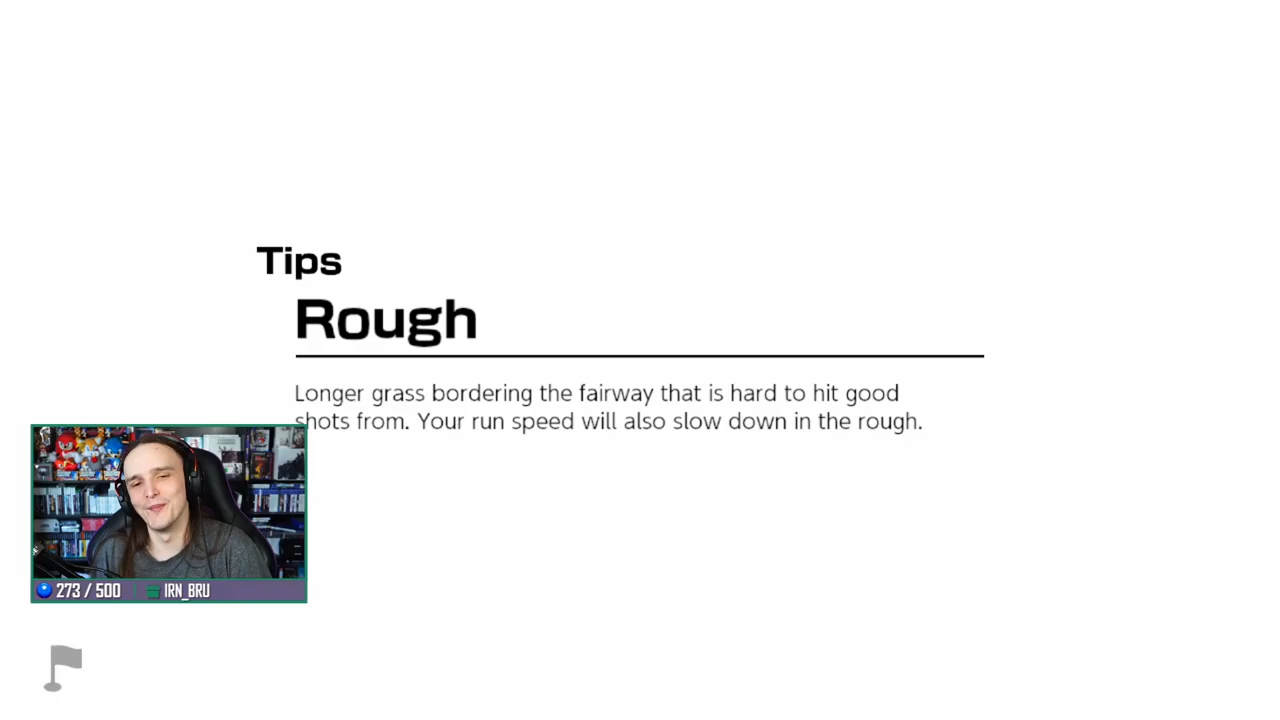 Tips
Rough
Longer grass bordering the fairway that is hard to hit good
shots from. Your run speed will also slow down in the rough.
273 / 500
IRN_BRU